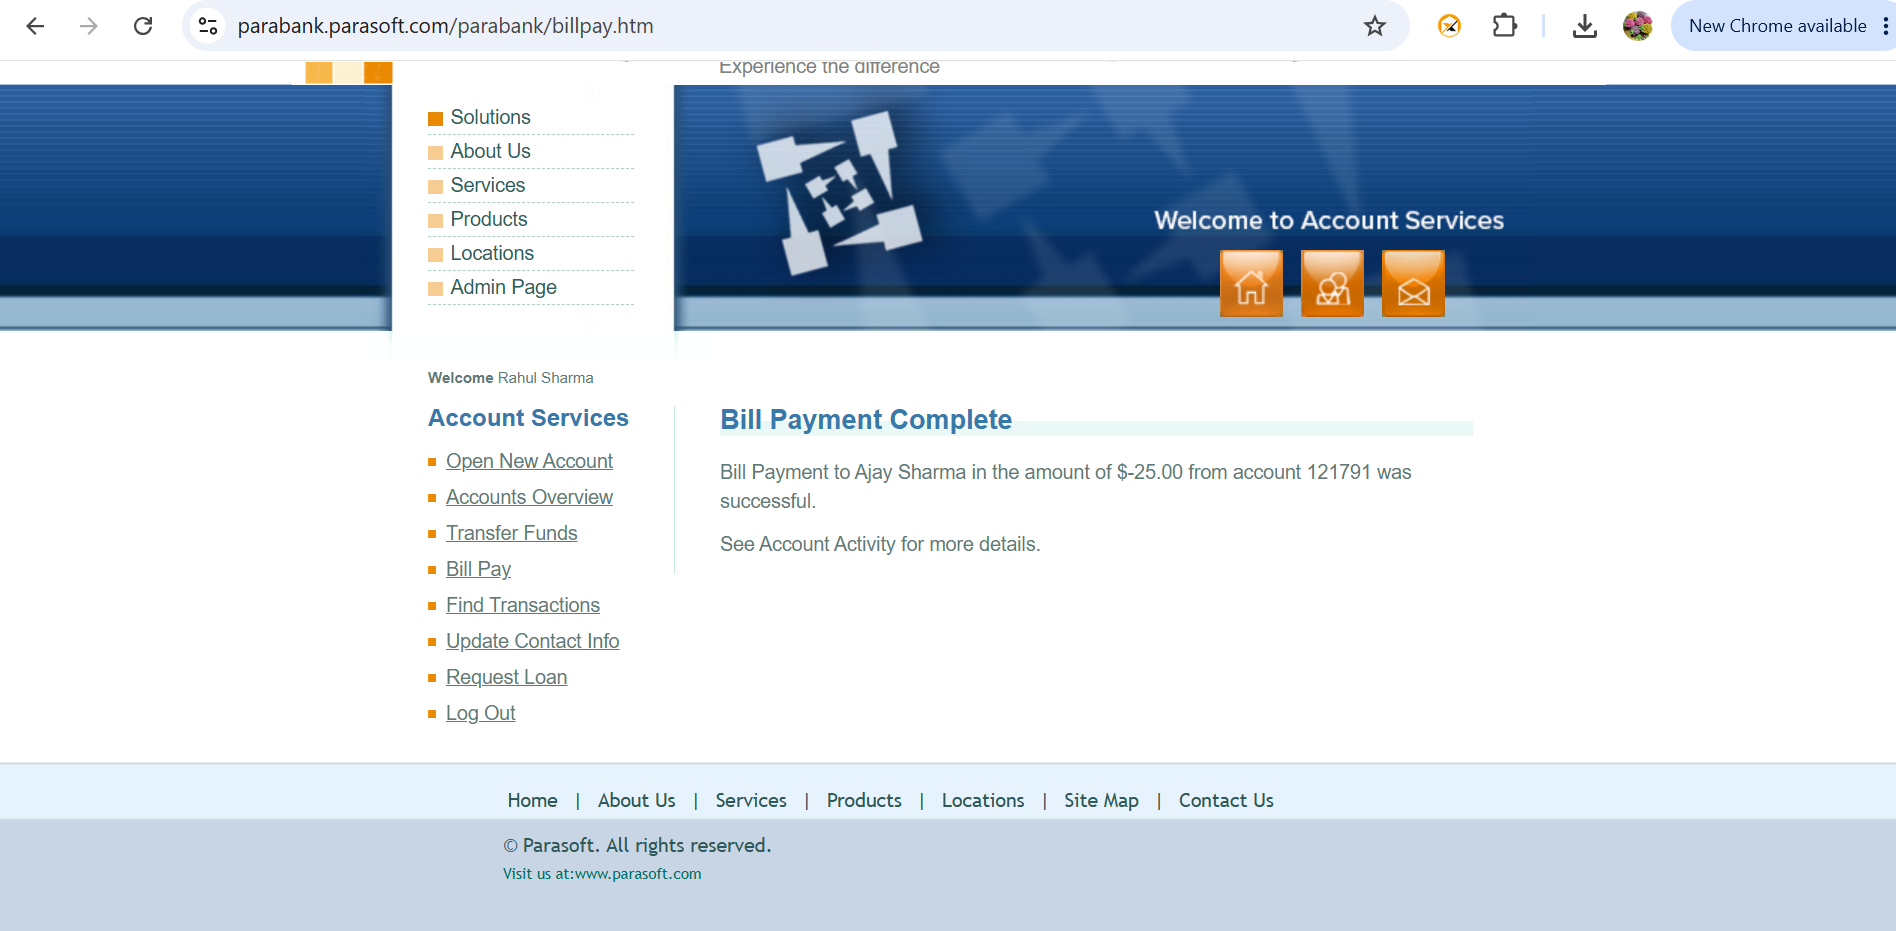 parabank.parasoft.com/parabank/billpay.htm
New Chrome available
Experience the difference
Solutions
About Us
Services
Products
Locations
Admin Page
Welcome to Account Services
Welcome Rahul Sharma
Account Services
Open New Account
Accounts Overview
Transfer Funds
Bill Pay
Find Transactions
Update Contact Info
Request Loan
Log Out
Bill Payment Complete
Bill Payment to Ajay Sharma in the amount of $-25.00 from account 121791 was
successful.
See Account Activity for more details.
Home | About Us | Services | Products | Locations | Site Map | Contact Us
© Parasoft. All rights reserved.
Visit us at:www.parasoft.com